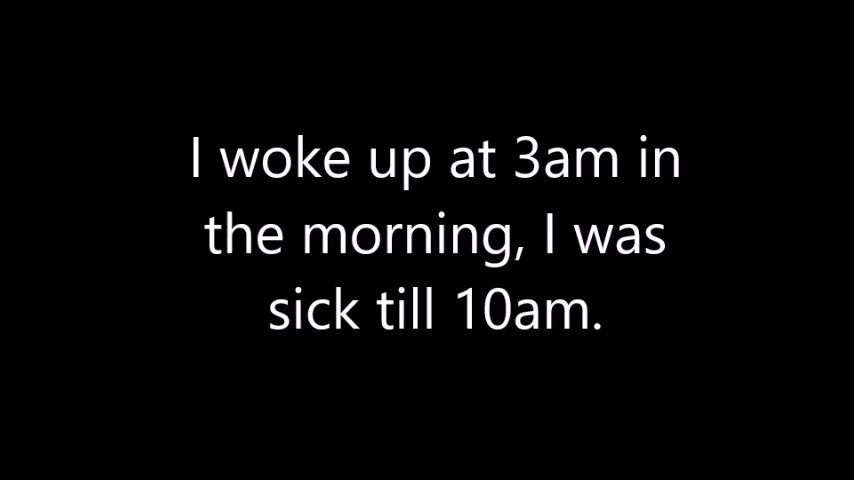 I woke up at 3am in
the morning, I was
sick till 10am.